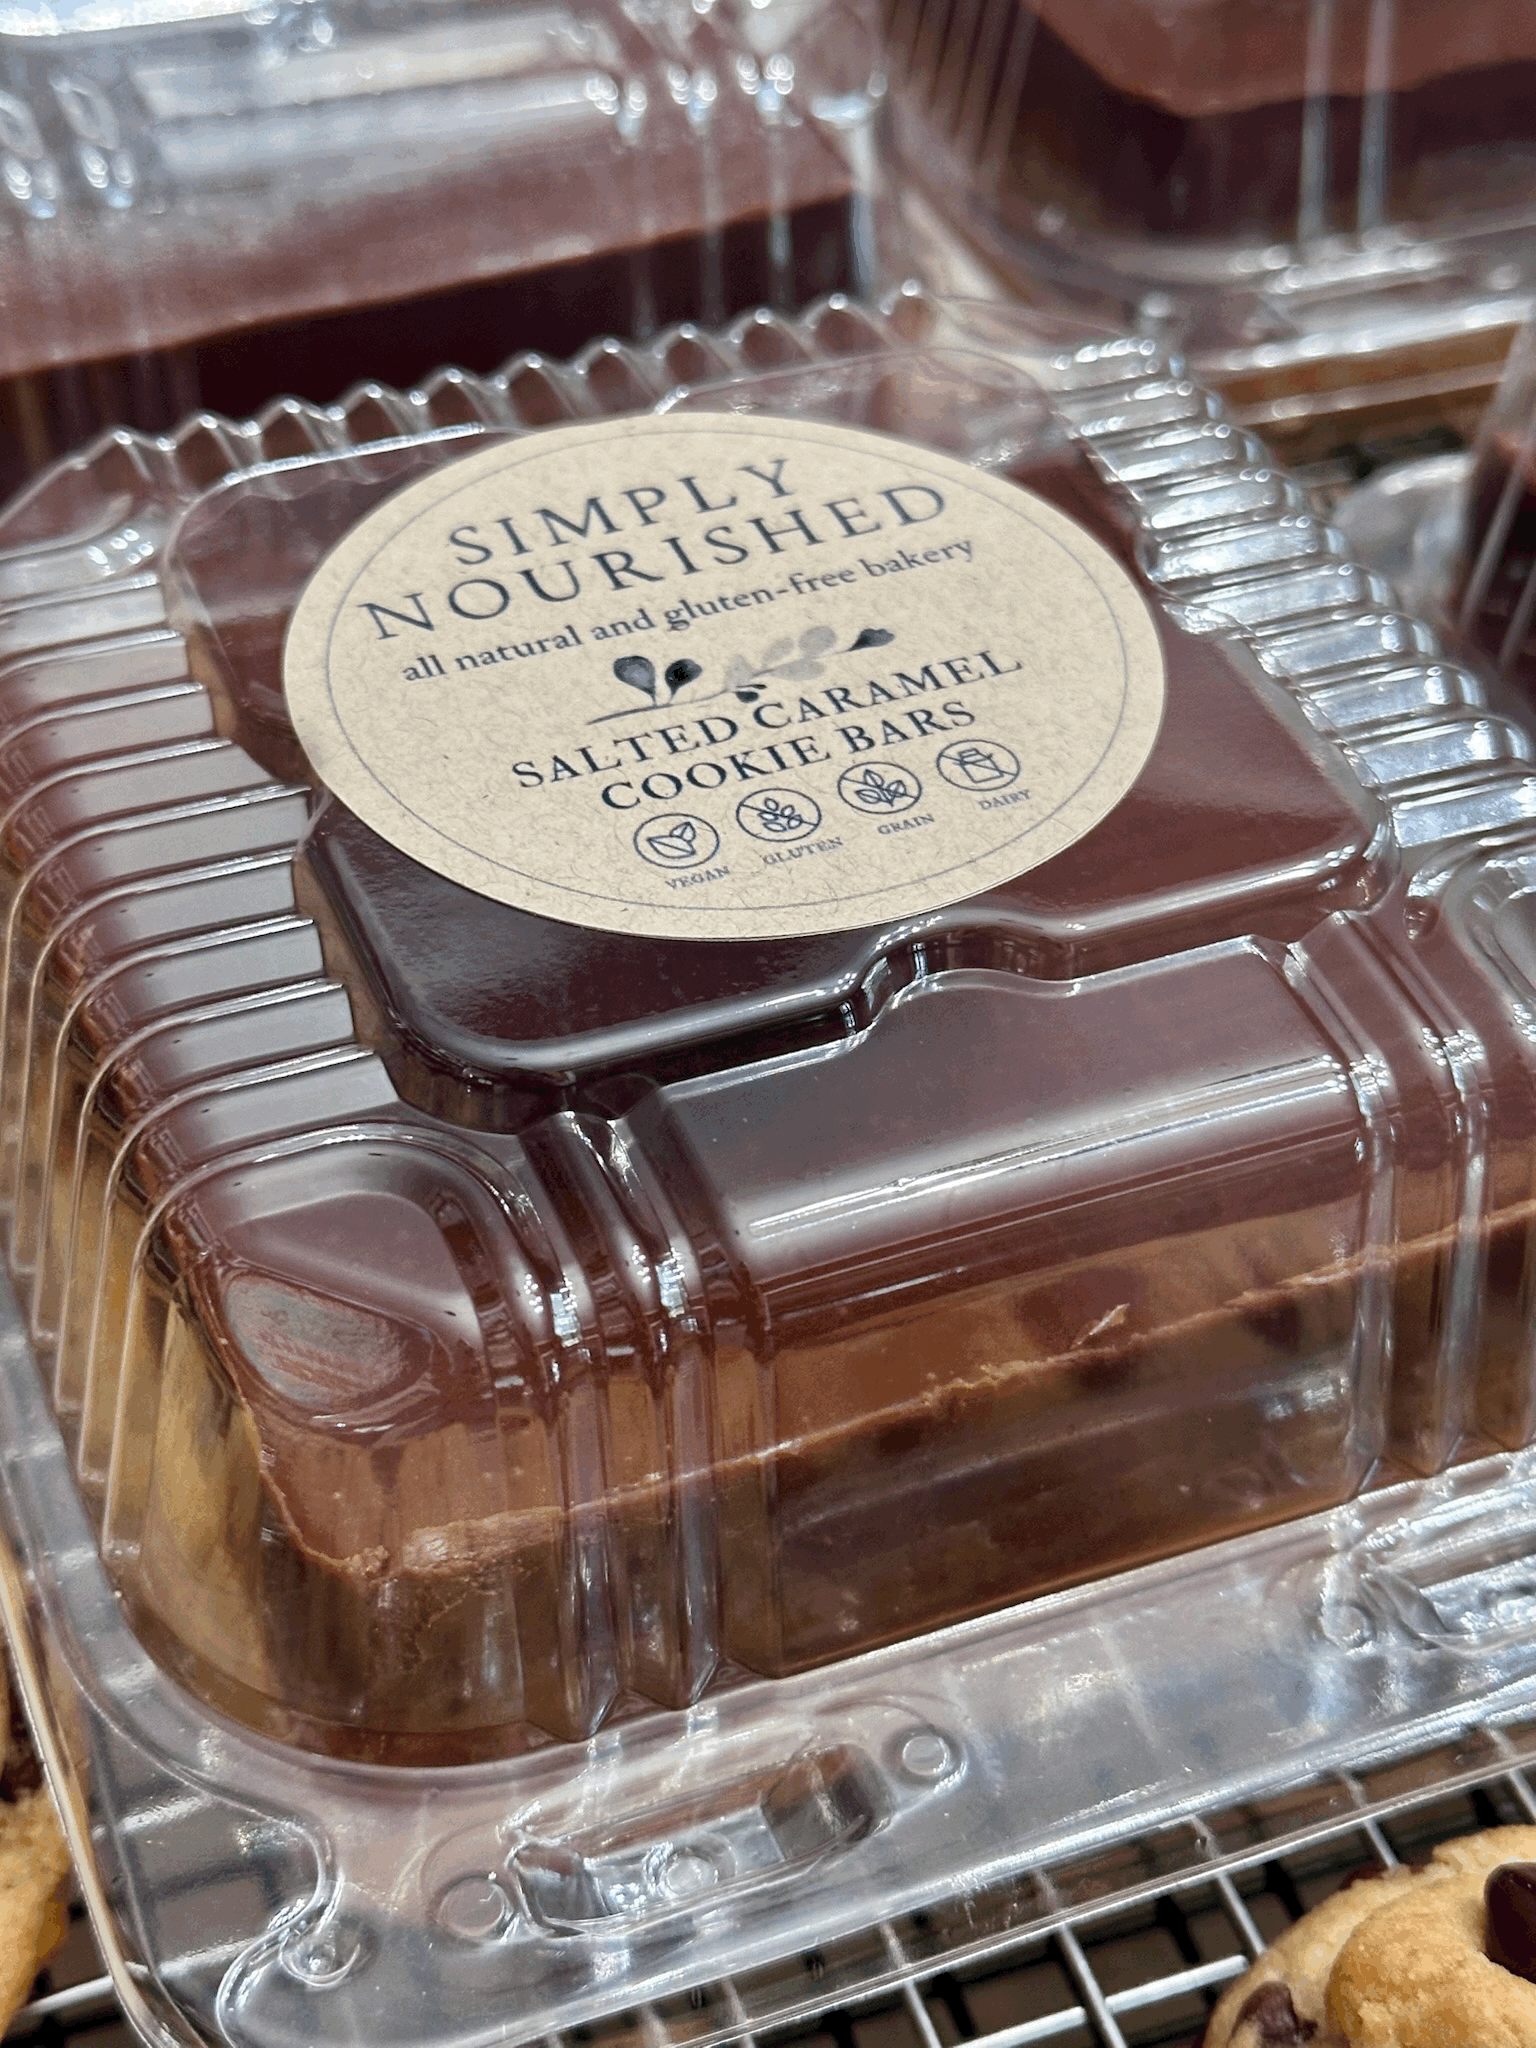 SIMPLY
NOURISHED
all natural and gluten-free bakery
SALTED CARAMEL
COOKIE BARS
VEGAN GLUTEN GRAIN DAIRY